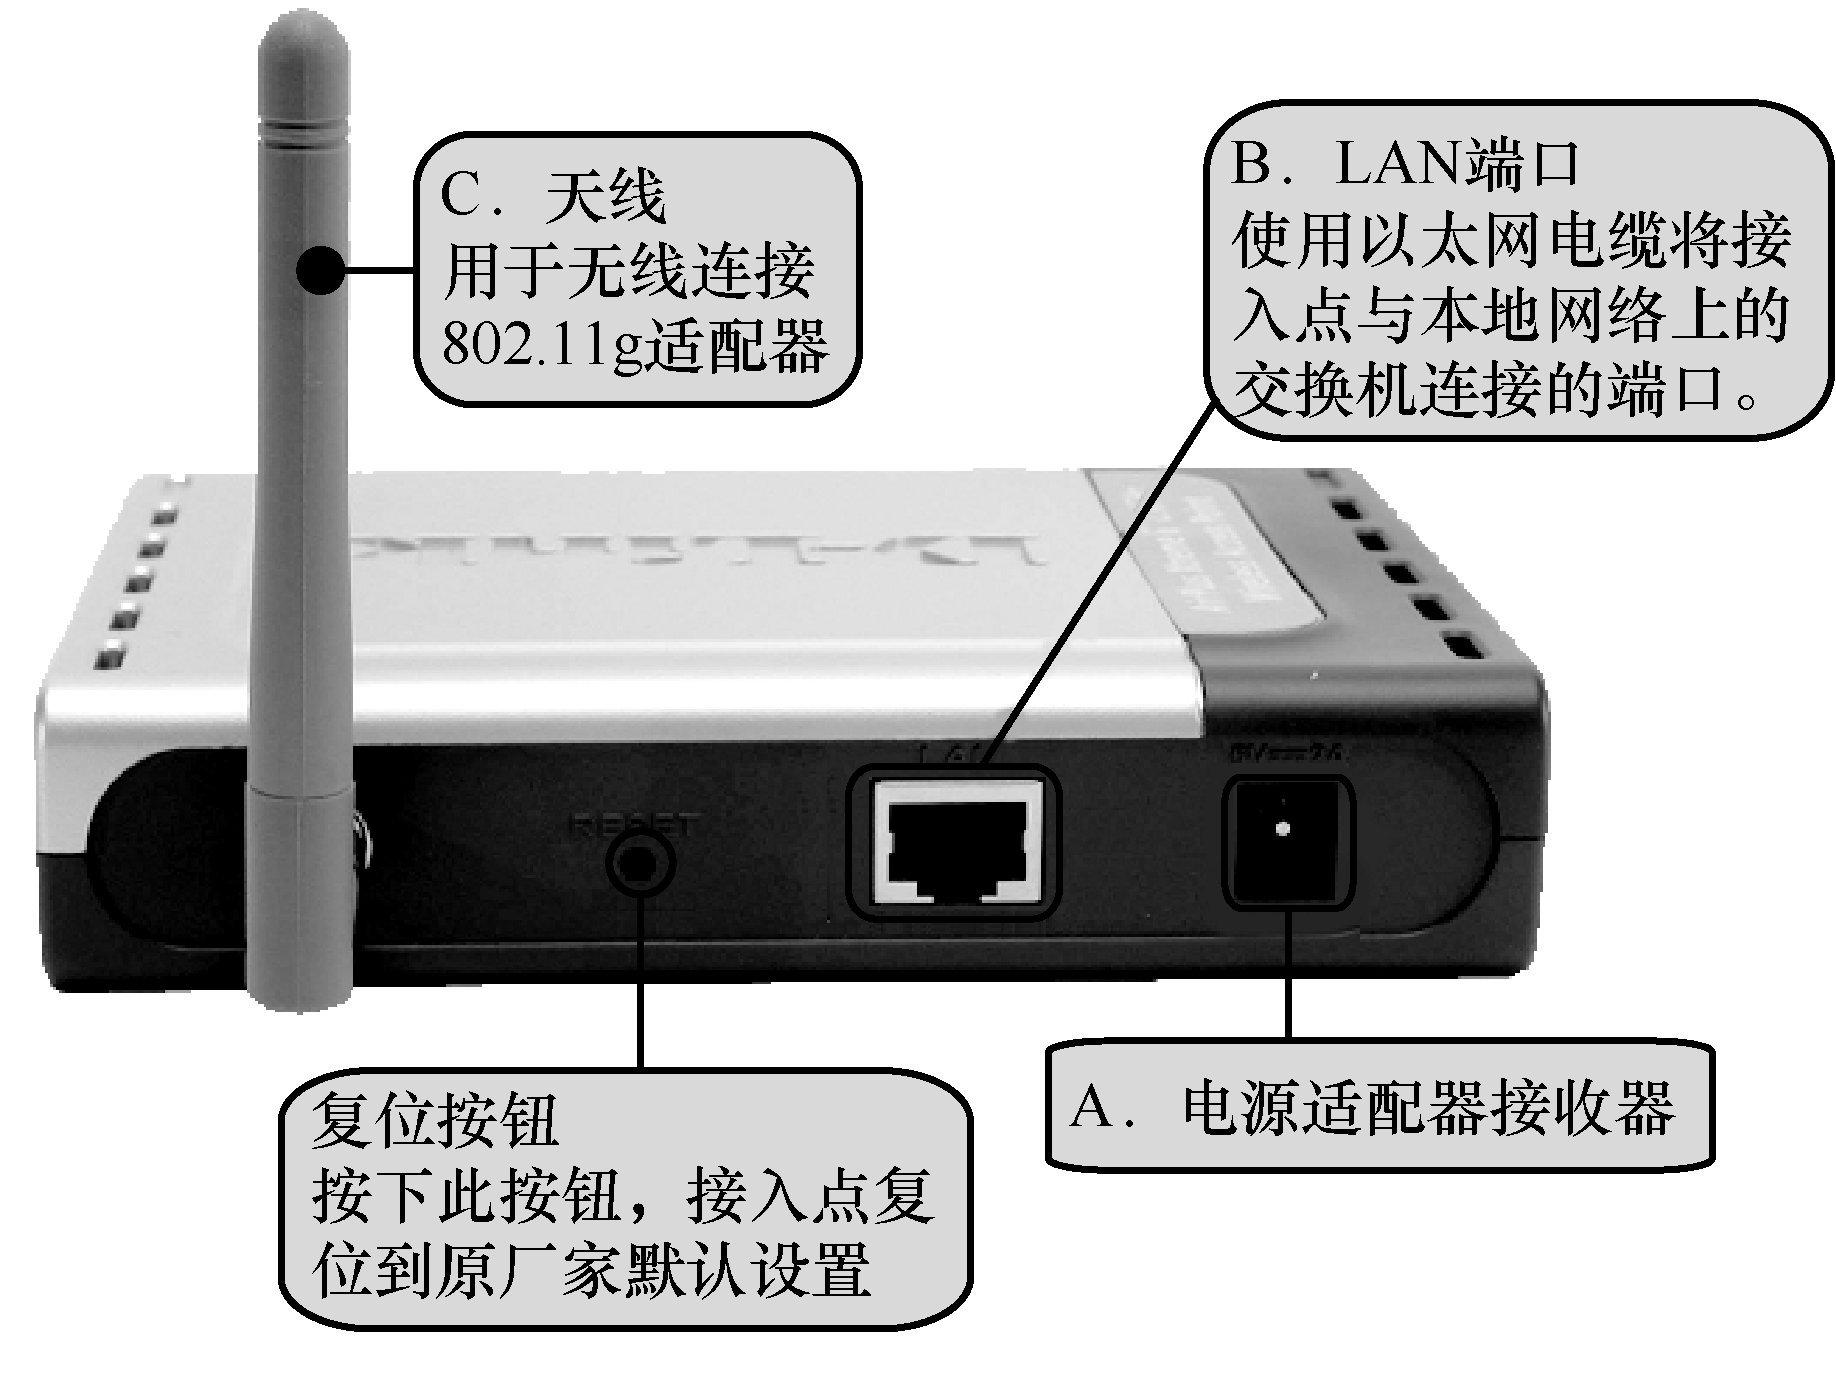 C. 天线
用于无线连接
802.11g适配器
B. LAN端口
使用以太网电缆将接
入点与本地网络上的
交换机连接的端口。
D-Link
LAN
RESET
复位按钮
按下此按钮，接入点复
位到原厂家默认设置
A. 电源适配器接收器